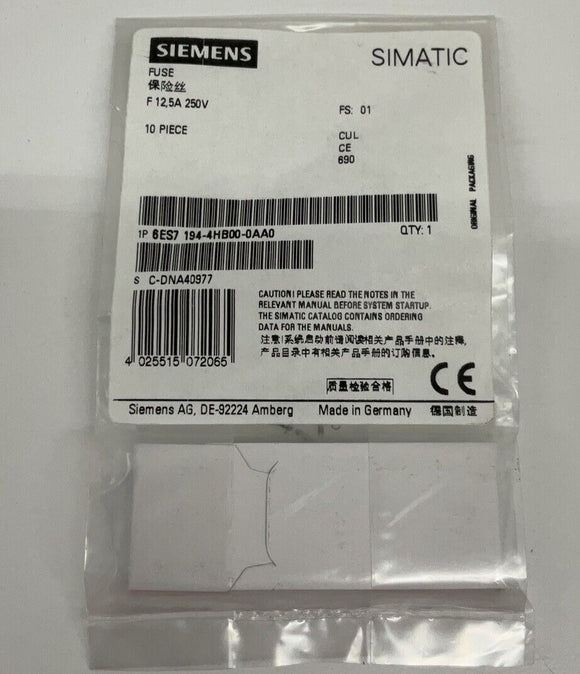 SIEMENS
SIMATIC
FUSE
保险丝
F 12,5A 250V
FS: 01
10 PIECE
CUL
CE
690
ORIGINAL PACKAGING
1P 6ES7 194-4HB00-0AA0
QTY: 1
S C-DNA40977
CAUTION! PLEASE READ THE NOTES IN THE
RELEVANT MANUAL BEFORE SYSTEM STARTUP.
THE SIMATIC CATALOG CONTAINS ORDERING
DATA FOR THE MANUALS.
注意!系统启动前请阅读相关产品手册中的注释,
产品目录中有相关产品手册的订购信息。
4 025515 072065
质量检验合格
CE
Siemens AG, DE-92224 Amberg
Made in Germany
德国制造